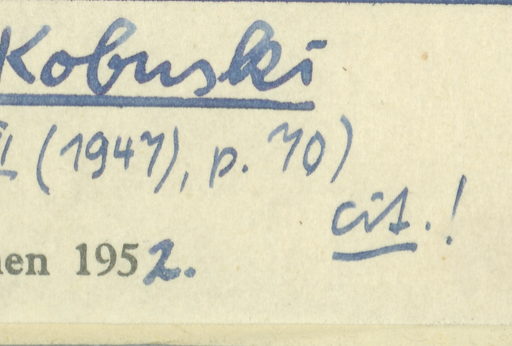 Kobuski
II (1947), p. 70)
cit.!
en 1952.